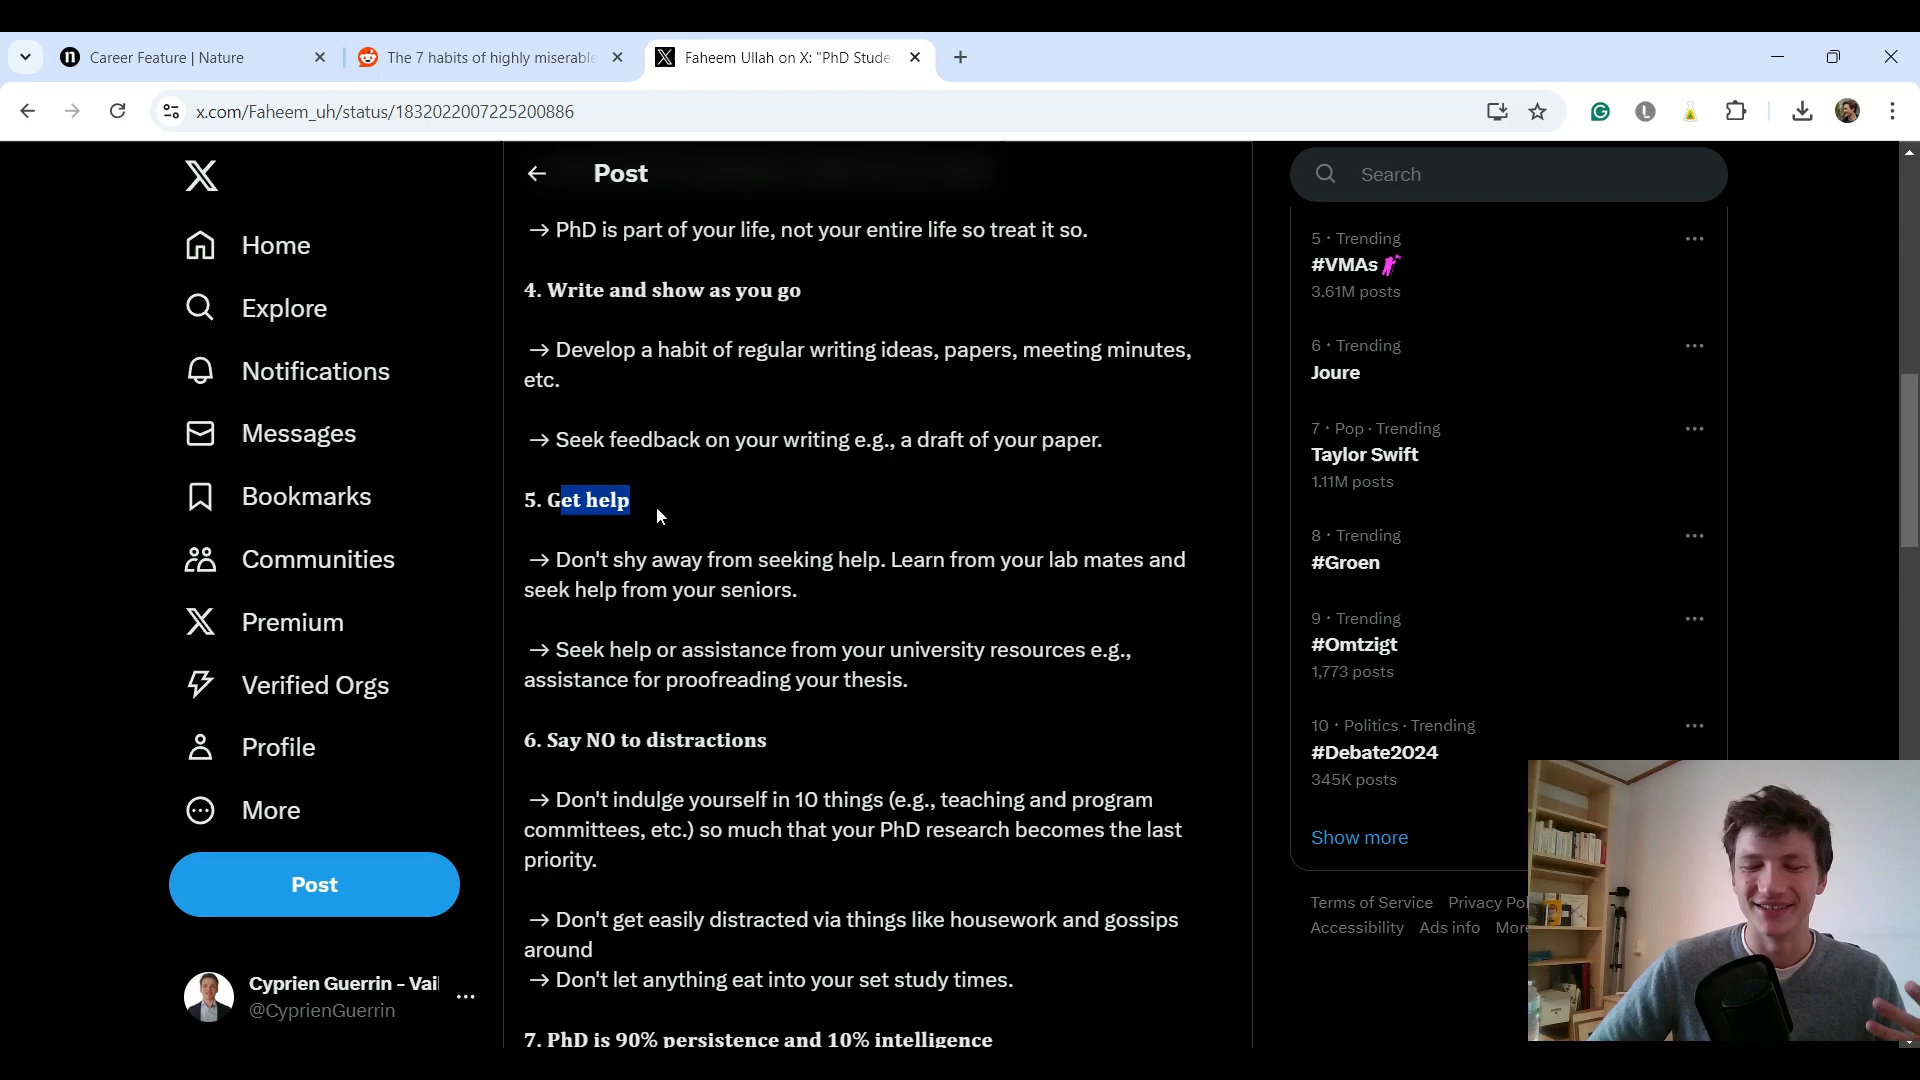 Career Feature | Nature
The 7 habits of highly miserable
Faheem Ullah on X: "PhD Stude
x.com/Faheem_uh/status/1832022007225200886
X
Home
Explore
Notifications
Messages
Bookmarks
Communities
Premium
Verified Orgs
Profile
More
Post
Cyprien Guerrin - Vai
@CyprienGuerrin
Post
→ PhD is part of your life, not your entire life so treat it so.
4. Write and show as you go
→ Develop a habit of regular writing ideas, papers, meeting minutes,
etc.
→ Seek feedback on your writing e.g., a draft of your paper.
5. Get help
→ Don't shy away from seeking help. Learn from your lab mates and
seek help from your seniors.
→ Seek help or assistance from your university resources e.g.,
assistance for proofreading your thesis.
6. Say NO to distractions
→ Don't indulge yourself in 10 things (e.g., teaching and program
committees, etc.) so much that your PhD research becomes the last
priority.
→ Don't get easily distracted via things like housework and gossips
around
→ Don't let anything eat into your set study times.
7. PhD is 90% persistence and 10% intelligence
Search
5 · Trending
#VMAs
3.61M posts
6 · Trending
Joure
7 · Pop · Trending
Taylor Swift
1.11M posts
8 · Trending
#Groen
9 · Trending
#Omtzigt
1,773 posts
10 · Politics · Trending
#Debate2024
345K posts
Show more
Terms of Service Privacy Pol
Accessibility Ads info More